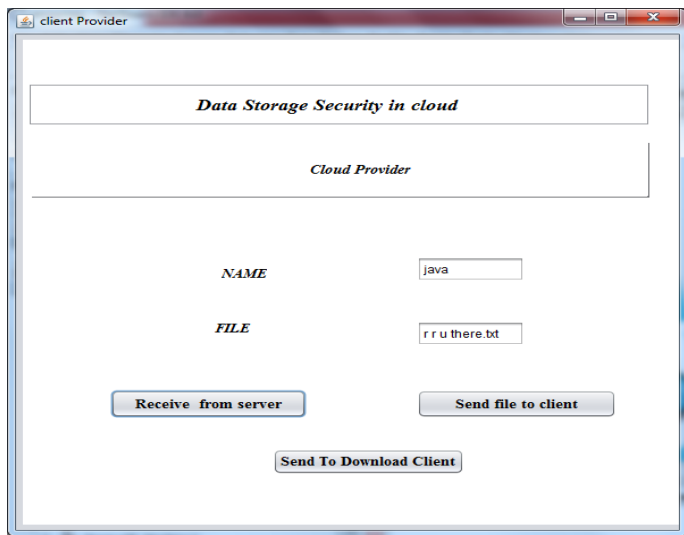 client Provider
Data Storage Security in cloud
Cloud Provider
NAME
java
FILE
r r u there.txt
Receive from server
Send file to client
Send To Download Client